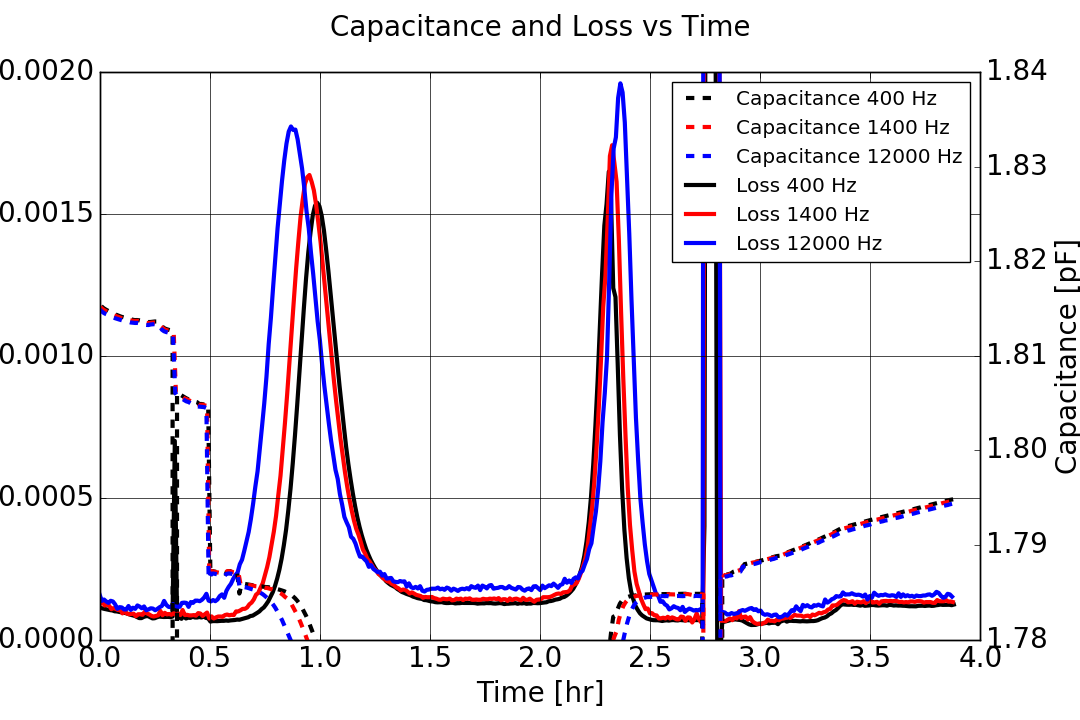 Capacitance and Loss vs Time
0.0020
0.0015
0.0010
0.0005
0.0000
1.84
1.83
1.82
1.81
1.80
1.79
1.78
Capacitance [pF]
Capacitance 400 Hz
Capacitance 1400 Hz
Capacitance 12000 Hz
Loss 400 Hz
Loss 1400 Hz
Loss 12000 Hz
0.0 0.5 1.0 1.5 2.0 2.5 3.0 3.5 4.0
Time [hr]